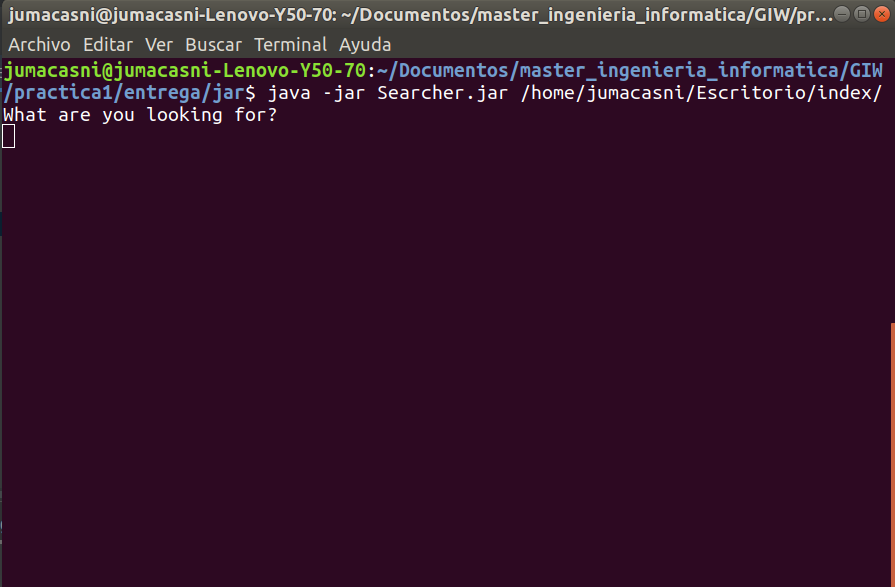 jumacasni@jumacasni-Lenovo-Y50-70: ~/Documentos/master_ingenieria_informatica/GIW/pr...
Archivo Editar Ver Buscar Terminal Ayuda
jumacasni@jumacasni-Lenovo-Y50-70:~/Documentos/master_ingenieria_informatica/GIW
/practica1/entrega/jar$ java -jar Searcher.jar /home/jumacasni/Escritorio/index/
What are you looking for?